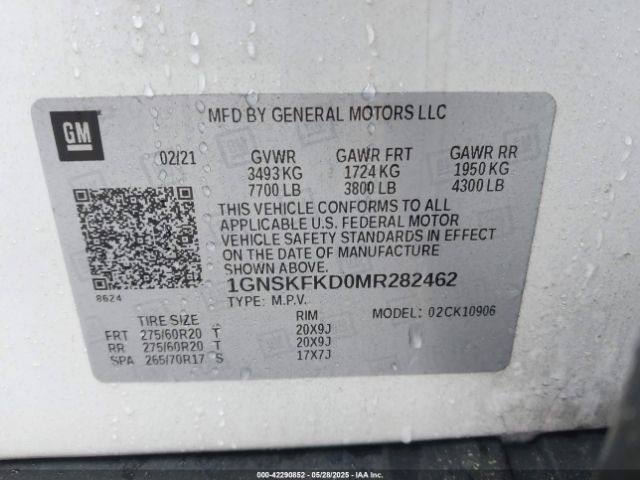 GM
MFD BY GENERAL MOTORS LLC
02/21 GVWR GAWR FRT GAWR RR
3493 KG 1724 KG 1950 KG
7700 LB 3800 LB 4300 LB
THIS VEHICLE CONFORMS TO ALL
APPLICABLE U.S. FEDERAL MOTOR
VEHICLE SAFETY STANDARDS IN EFFECT
ON THE DATE OF MANUFACTURE
SHOWN ABOVE.
8624
1GNSKFKD0MR282462
TYPE: M.P.V. MODEL: 02CK10906
TIRE SIZE RIM
FRT 275/60R20 T 20X9J
RR 275/60R20 T 20X9J
SPA 265/70R17 S 17X7J
000-42290852 | 05/28/2025 - IAA Inc.